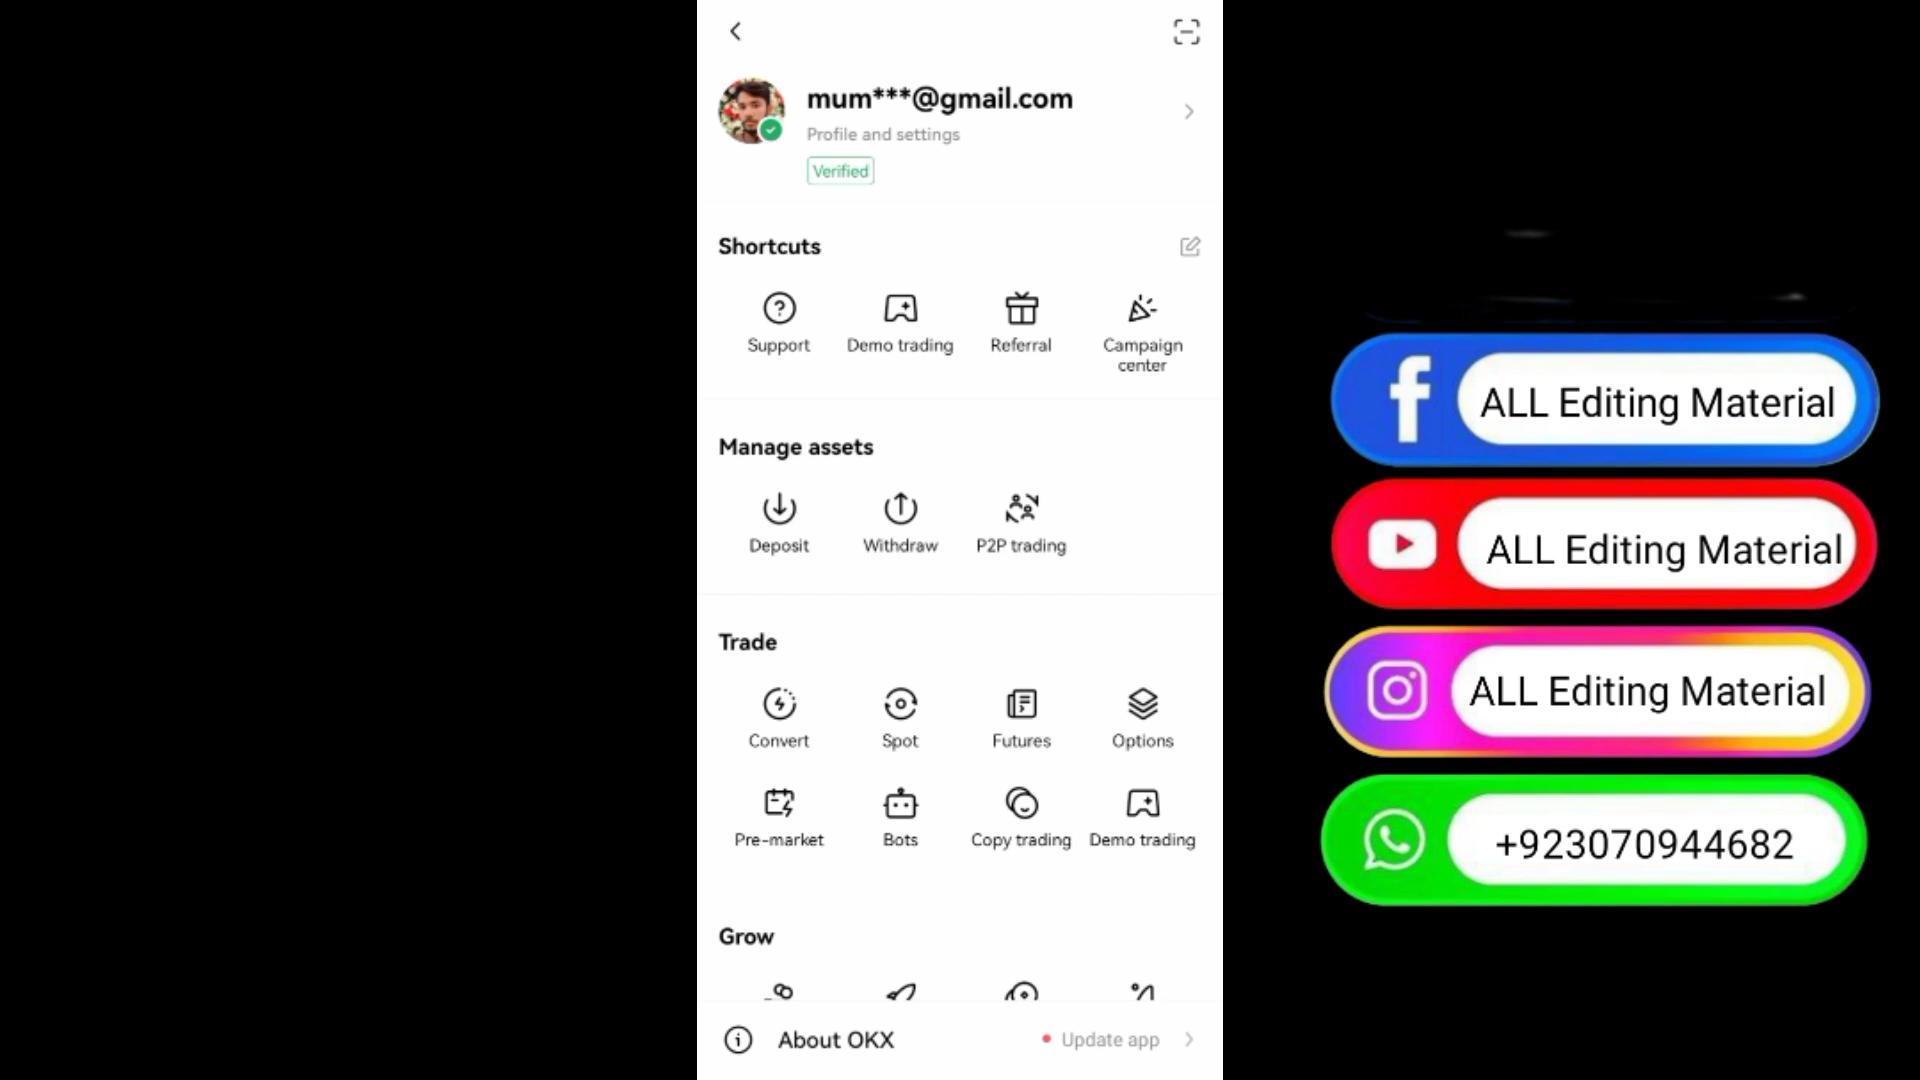 mum***@gmail.com
Profile and settings
Verified
Shortcuts
Support
Demo trading
Referral
Campaign
center
Manage assets
Deposit
Withdraw
P2P trading
Trade
Convert
Spot
Futures
Options
Pre-market
Bots
Copy trading
Demo trading
Grow
About OKX
Update app
ALL Editing Material
ALL Editing Material
ALL Editing Material
+923070944682